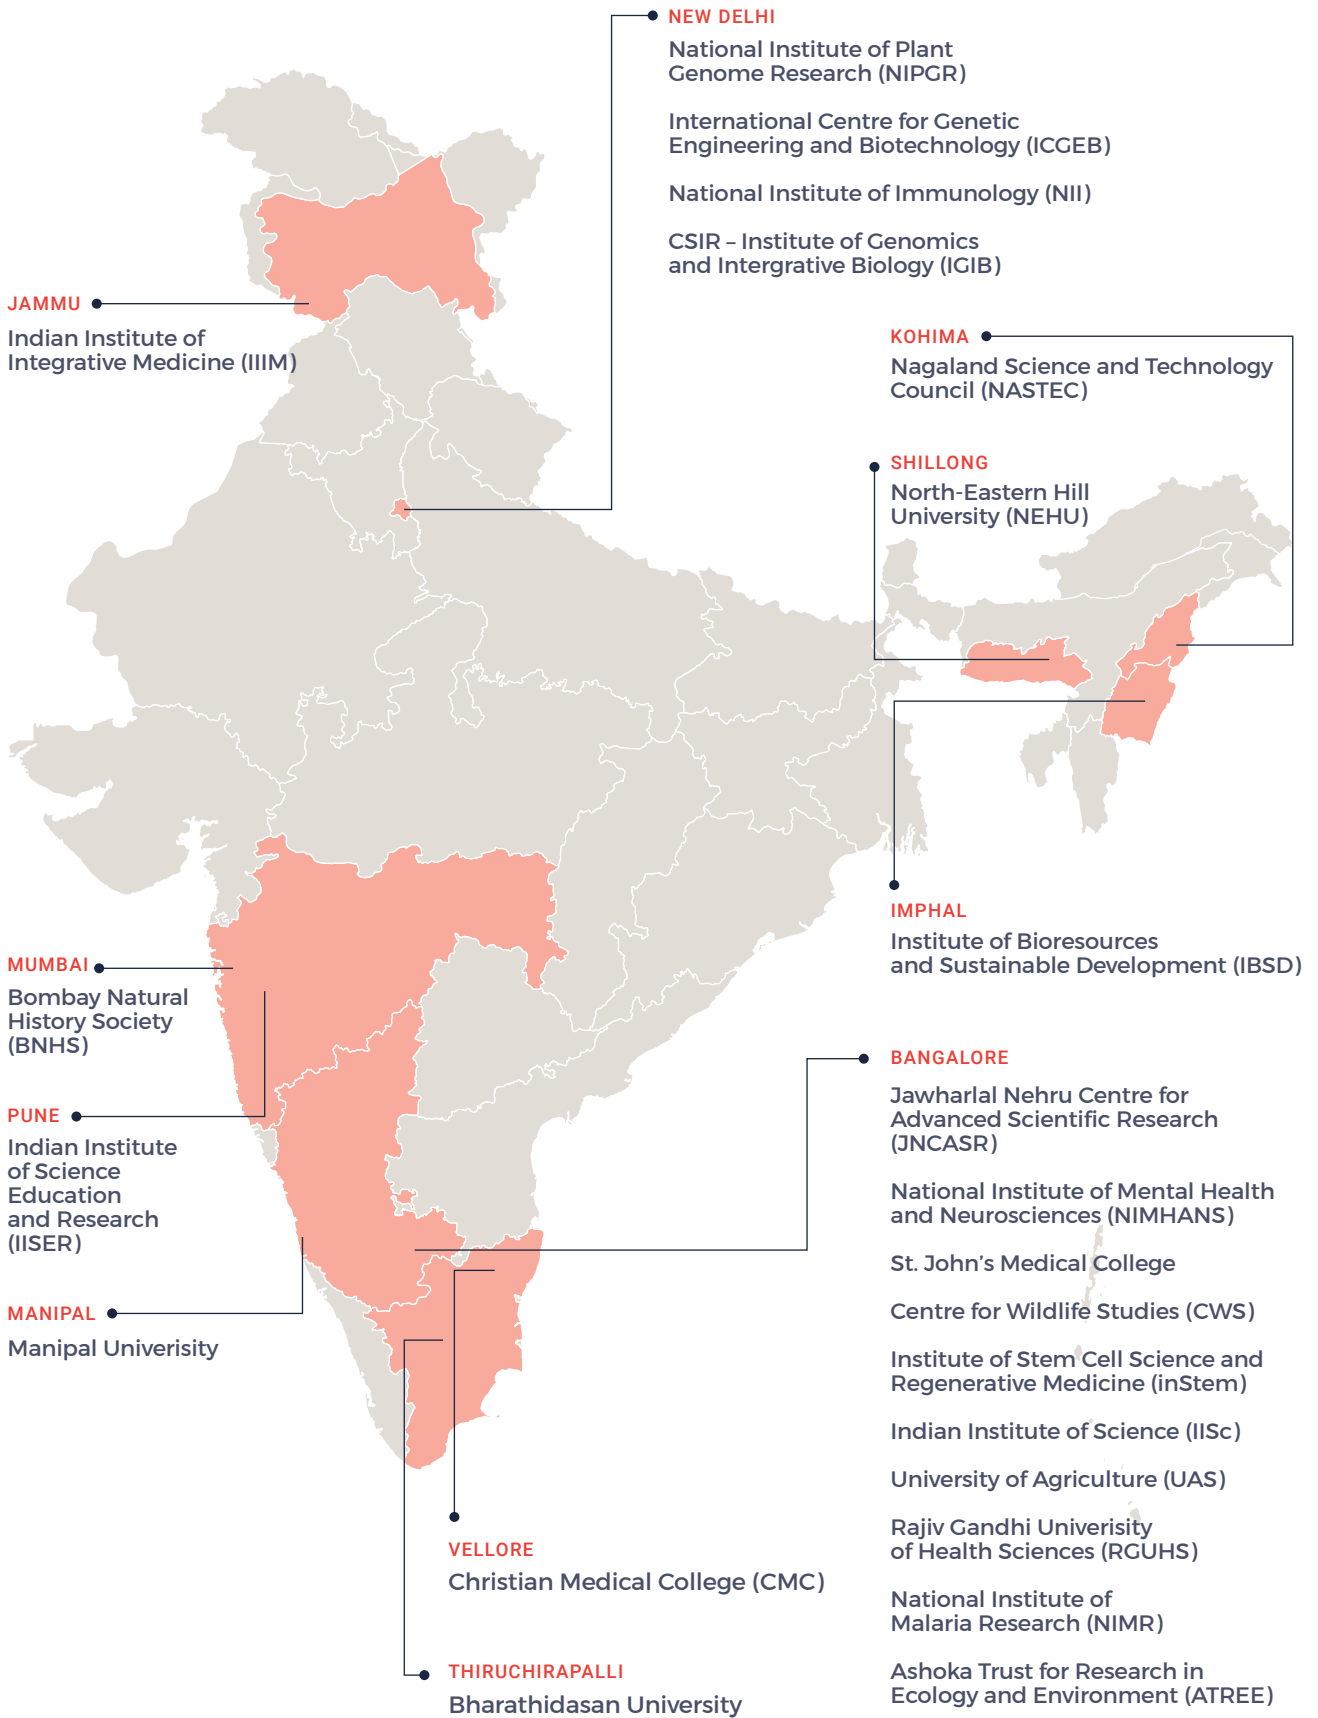 NEW DELHI
National Institute of Plant
Genome Research (NIPGR)
International Centre for Genetic
Engineering and Biotechnology (ICGEB)
National Institute of Immunology (NII)
CSIR – Institute of Genomics
and Intergrative Biology (IGIB)
JAMMU
Indian Institute of
Integrative Medicine (IIIM)
KOHIMA
Nagaland Science and Technology
Council (NASTEC)
SHILLONG
North-Eastern Hill
University (NEHU)
IMPHAL
Institute of Bioresources
and Sustainable Development (IBSD)
MUMBAI
Bombay Natural
History Society
(BNHS)
PUNE
Indian Institute
of Science
Education
and Research
(IISER)
MANIPAL
Manipal Univerisity
BANGALORE
Jawharlal Nehru Centre for
Advanced Scientific Research
(JNCASR)
National Institute of Mental Health
and Neurosciences (NIMHANS)
St. John’s Medical College
Centre for Wildlife Studies (CWS)
Institute of Stem Cell Science and
Regenerative Medicine (inStem)
Indian Institute of Science (IISc)
University of Agriculture (UAS)
Rajiv Gandhi Univerisity
of Health Sciences (RGUHS)
National Institute of
Malaria Research (NIMR)
Ashoka Trust for Research in
Ecology and Environment (ATREE)
VELLORE
Christian Medical College (CMC)
THIRUCHIRAPALLI
Bharathidasan University